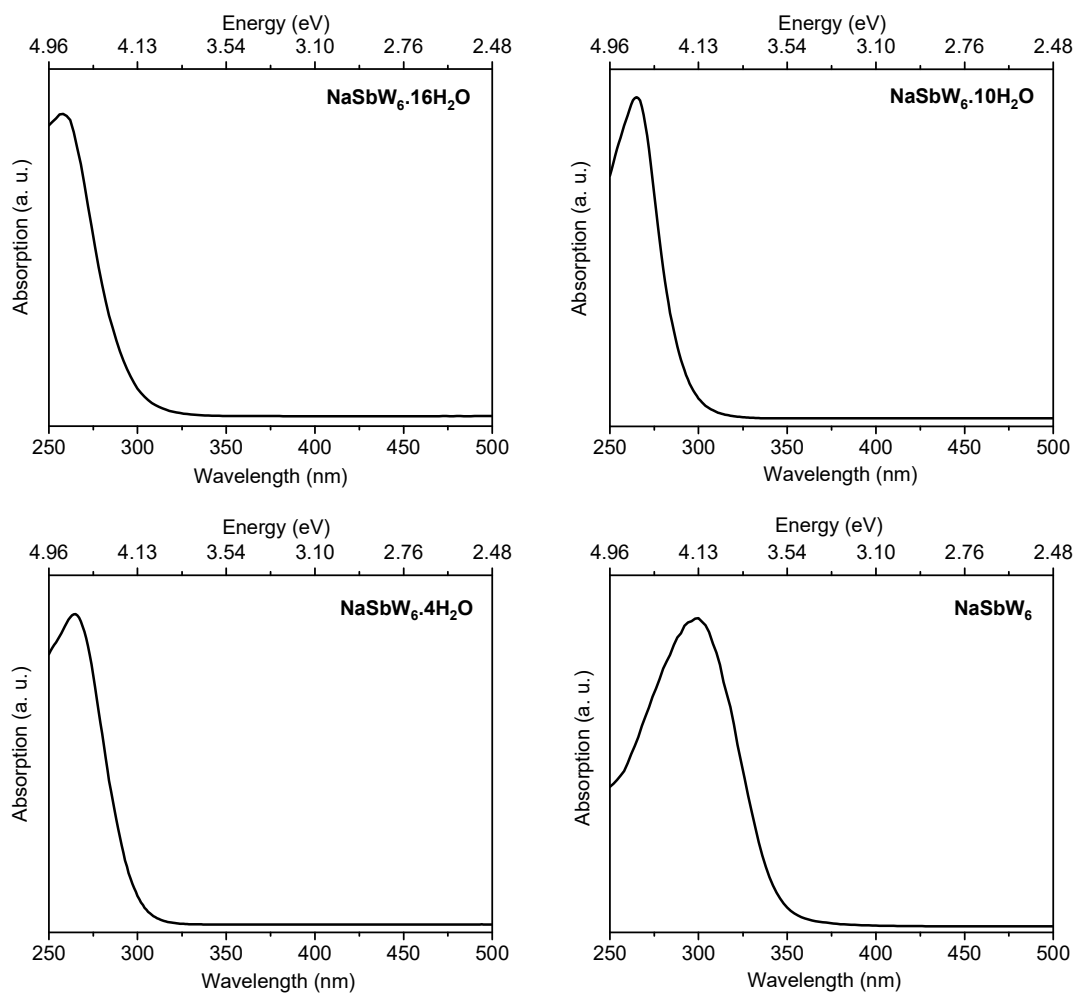 Energy (eV)
4.96 4.13 3.54 3.10 2.76 2.48
NaSbW₆.16H₂O
Absorption (a. u.)
250 300 350 400 450 500
Wavelength (nm)
Energy (eV)
4.96 4.13 3.54 3.10 2.76 2.48
NaSbW₆.10H₂O
Absorption (a. u.)
250 300 350 400 450 500
Wavelength (nm)
Energy (eV)
4.96 4.13 3.54 3.10 2.76 2.48
NaSbW₆.4H₂O
Absorption (a. u.)
250 300 350 400 450 500
Wavelength (nm)
Energy (eV)
4.96 4.13 3.54 3.10 2.76 2.48
NaSbW₆
Absorption (a. u.)
250 300 350 400 450 500
Wavelength (nm)